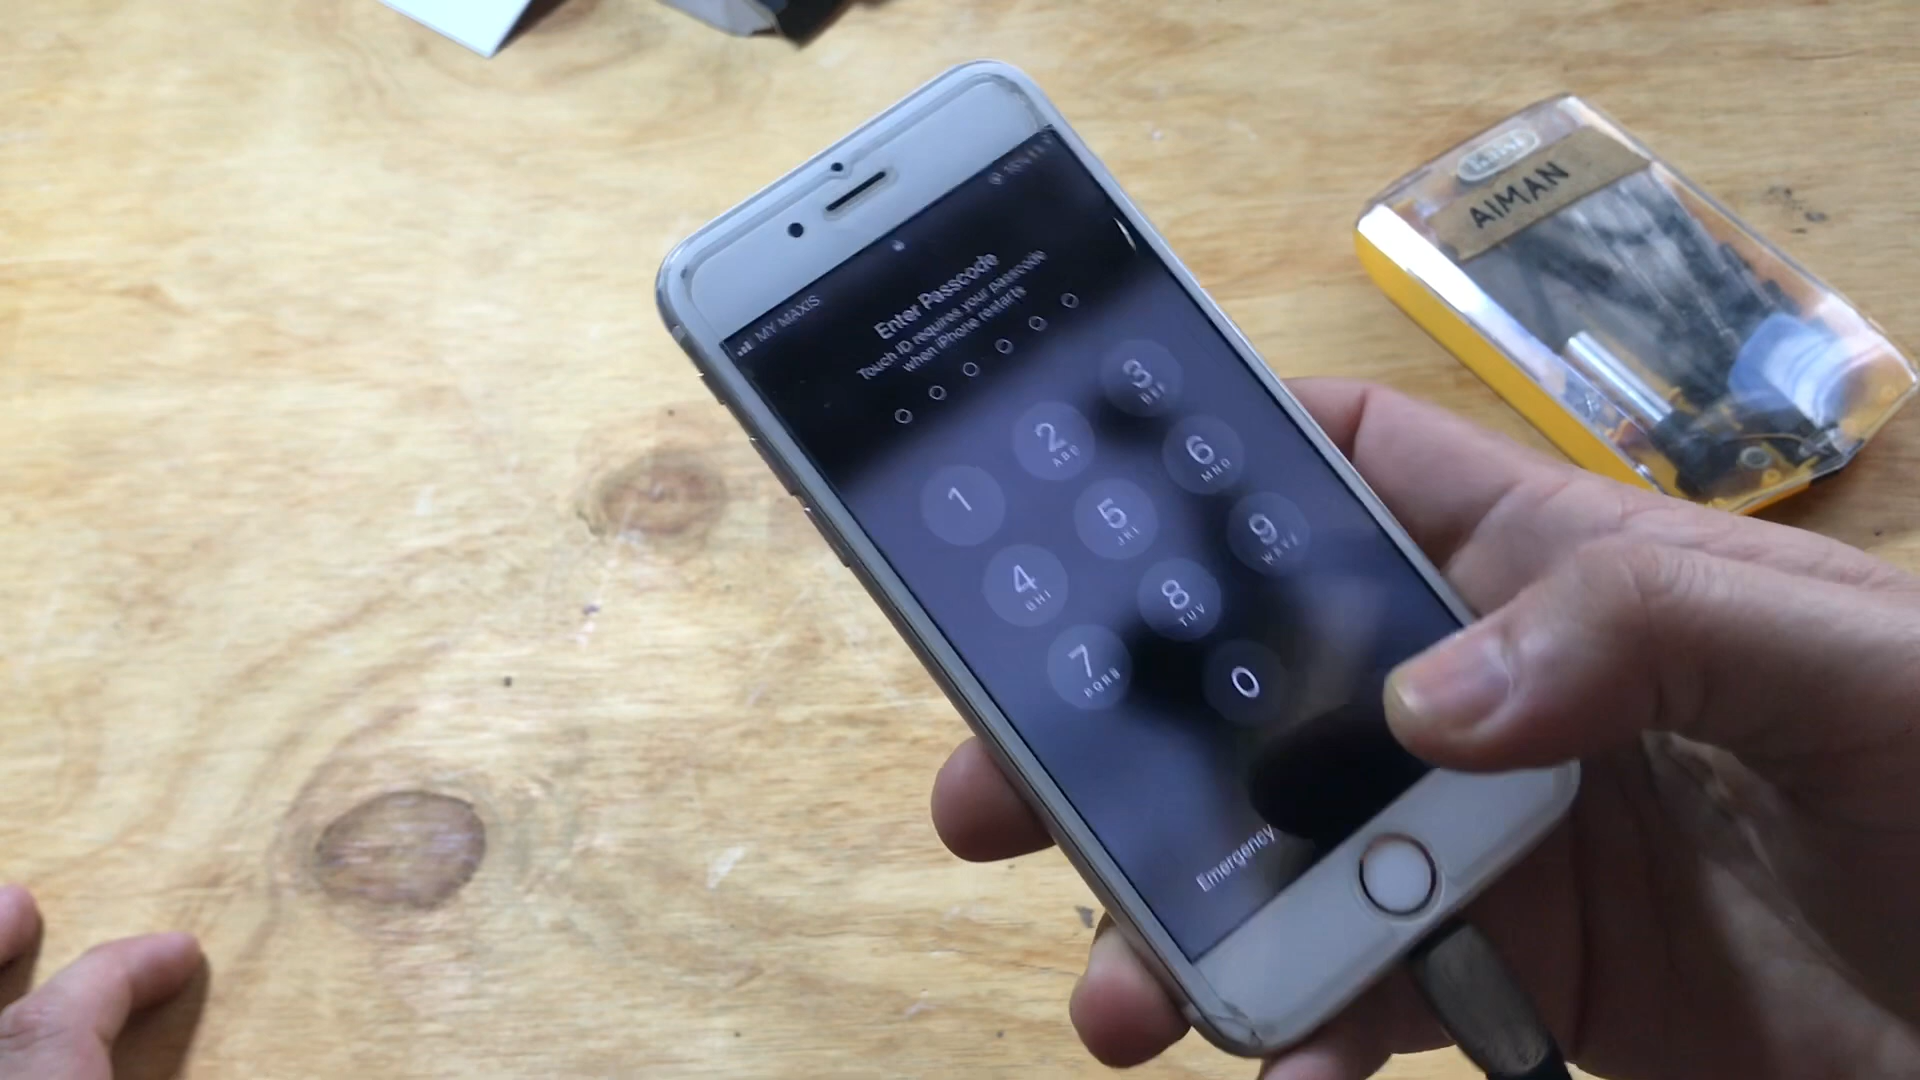 MY MAXIS
Enter Passcode
Touch ID requires your passcode
when iPhone restarts
1
2
ABC
3
DEF
4
GHI
5
JKL
6
MNO
7
PQRS
8
TUV
9
WXYZ
0
Emergency
AIMAN